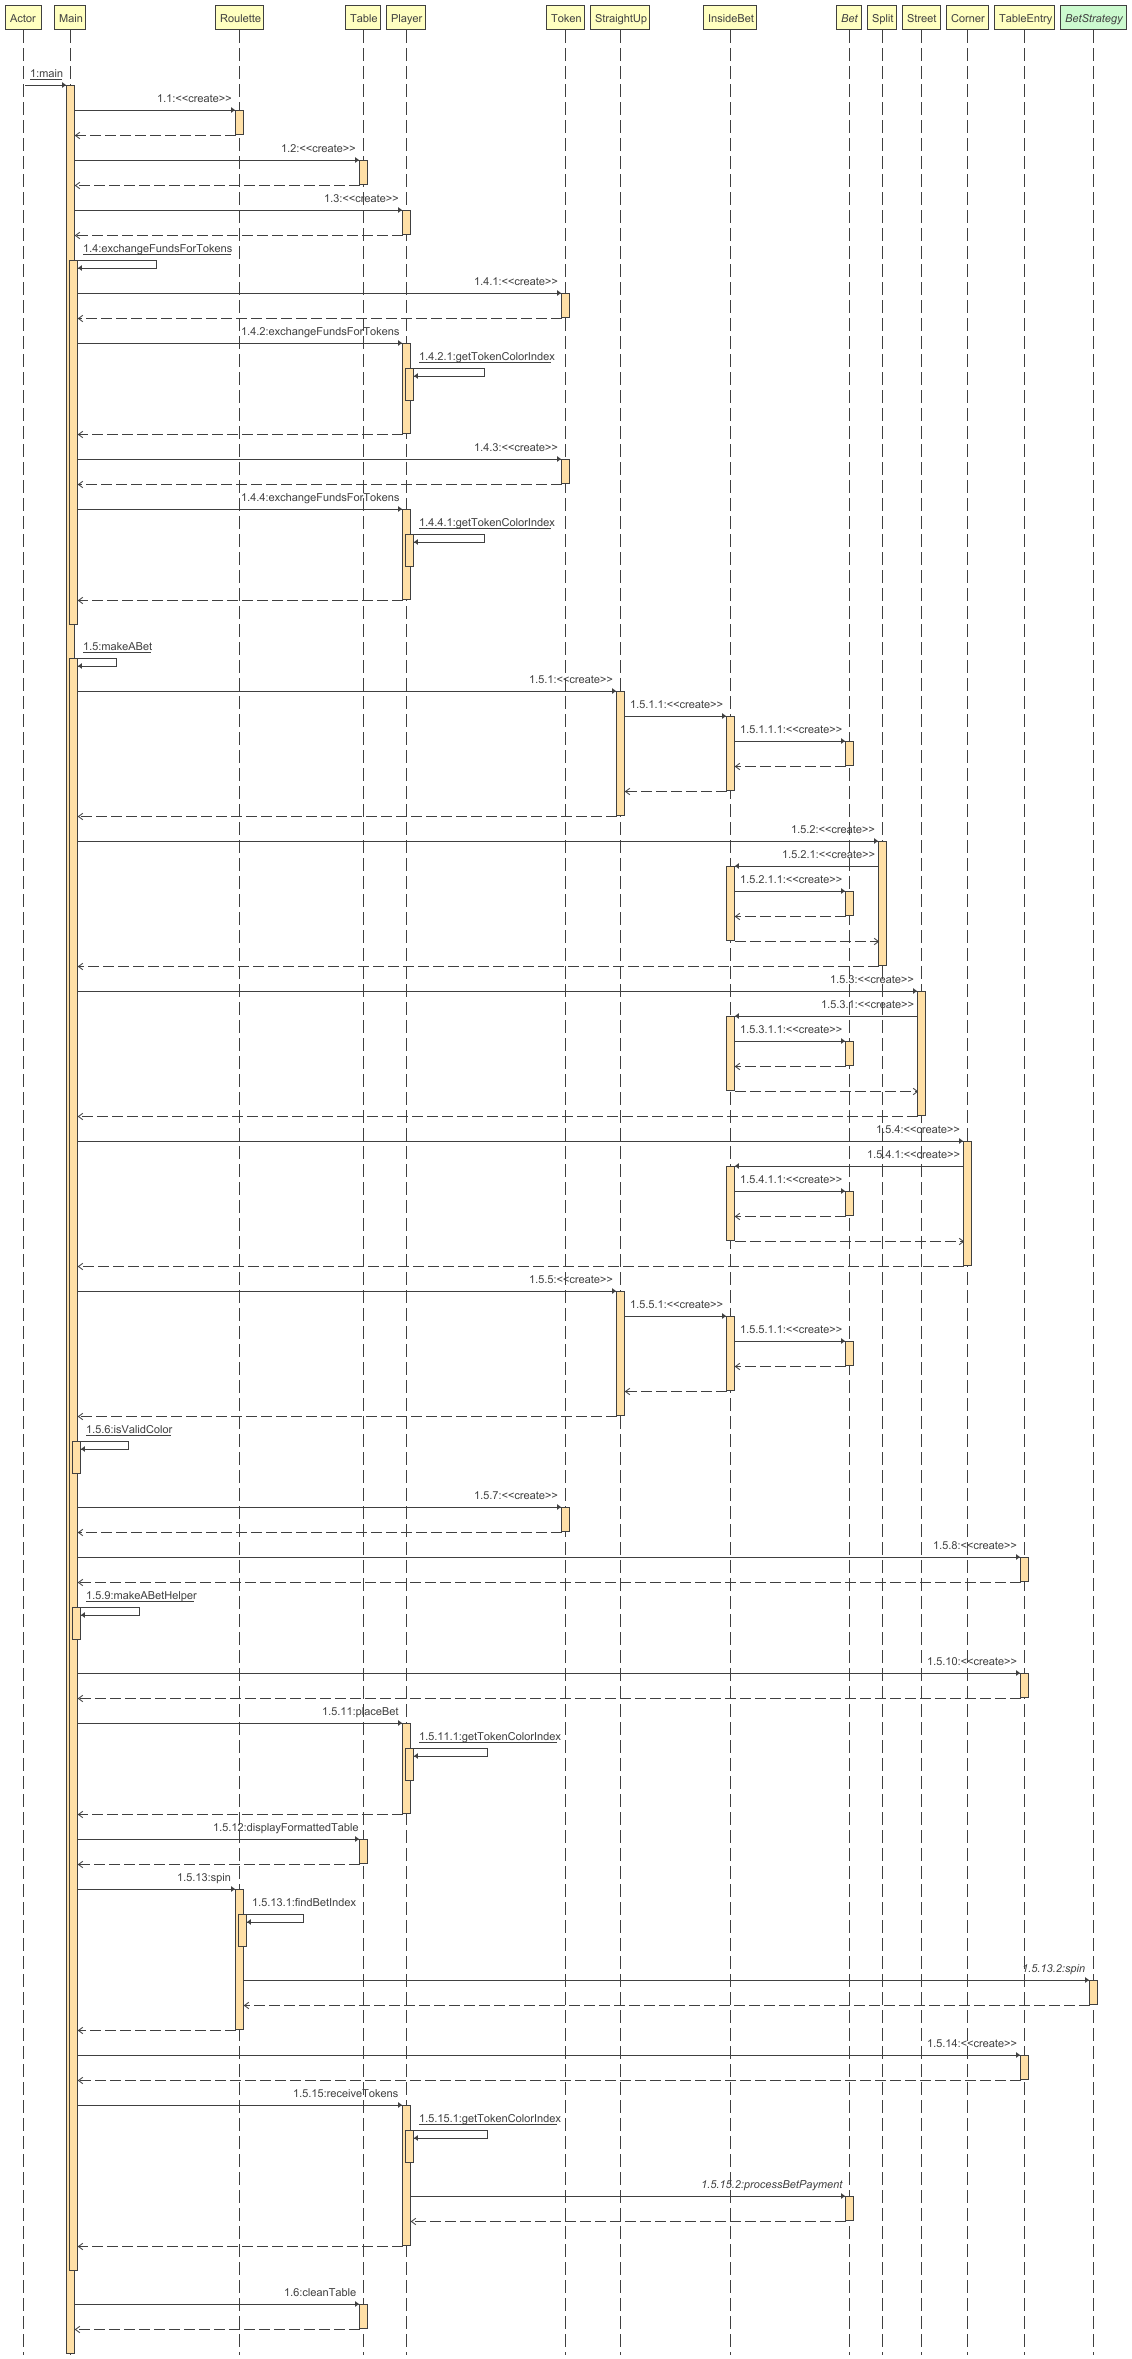 Actor Main Roulette Table Player Token StraightUp InsideBet Bet Split Street Corner TableEntry BetStrategy
1:main
1.1:<<create>>
1.2:<<create>>
1.3:<<create>>
1.4:exchangeFundsForTokens
1.4.1:<<create>>
1.4.2:exchangeFundsForTokens
1.4.2.1:getTokenColorIndex
1.4.3:<<create>>
1.4.4:exchangeFundsForTokens
1.4.4.1:getTokenColorIndex
1.5:makeABet
1.5.1:<<create>>
1.5.1.1:<<create>>
1.5.1.1.1:<<create>>
1.5.2:<<create>>
1.5.2.1:<<create>>
1.5.2.1.1:<<create>>
1.5.3:<<create>>
1.5.3.1:<<create>>
1.5.3.1.1:<<create>>
1.5.4:<<create>>
1.5.4.1:<<create>>
1.5.4.1.1:<<create>>
1.5.5:<<create>>
1.5.5.1:<<create>>
1.5.5.1.1:<<create>>
1.5.6:isValidColor
1.5.7:<<create>>
1.5.8:<<create>>
1.5.9:makeABetHelper
1.5.10:<<create>>
1.5.11:placeBet
1.5.11.1:getTokenColorIndex
1.5.12:displayFormattedTable
1.5.13:spin
1.5.13.1:findBetIndex
1.5.13.2:spin
1.5.14:<<create>>
1.5.15:receiveTokens
1.5.15.1:getTokenColorIndex
1.5.15.2:processBetPayment
1.6:cleanTable